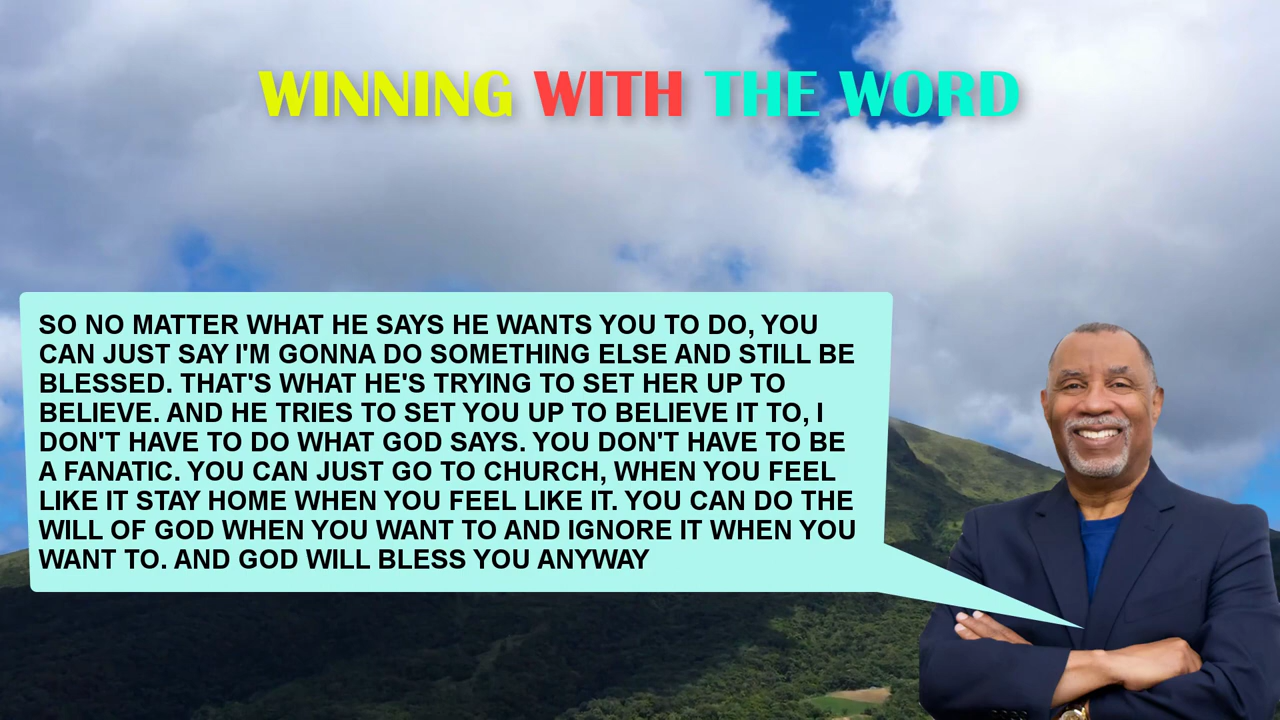 WINNING WITH THE WORD
SO NO MATTER WHAT HE SAYS HE WANTS YOU TO DO, YOU
CAN JUST SAY I'M GONNA DO SOMETHING ELSE AND STILL BE
BLESSED. THAT'S WHAT HE'S TRYING TO SET HER UP TO
BELIEVE. AND HE TRIES TO SET YOU UP TO BELIEVE IT TO, I
DON'T HAVE TO DO WHAT GOD SAYS. YOU DON'T HAVE TO BE
A FANATIC. YOU CAN JUST GO TO CHURCH, WHEN YOU FEEL
LIKE IT STAY HOME WHEN YOU FEEL LIKE IT. YOU CAN DO THE
WILL OF GOD WHEN YOU WANT TO AND IGNORE IT WHEN YOU
WANT TO. AND GOD WILL BLESS YOU ANYWAY